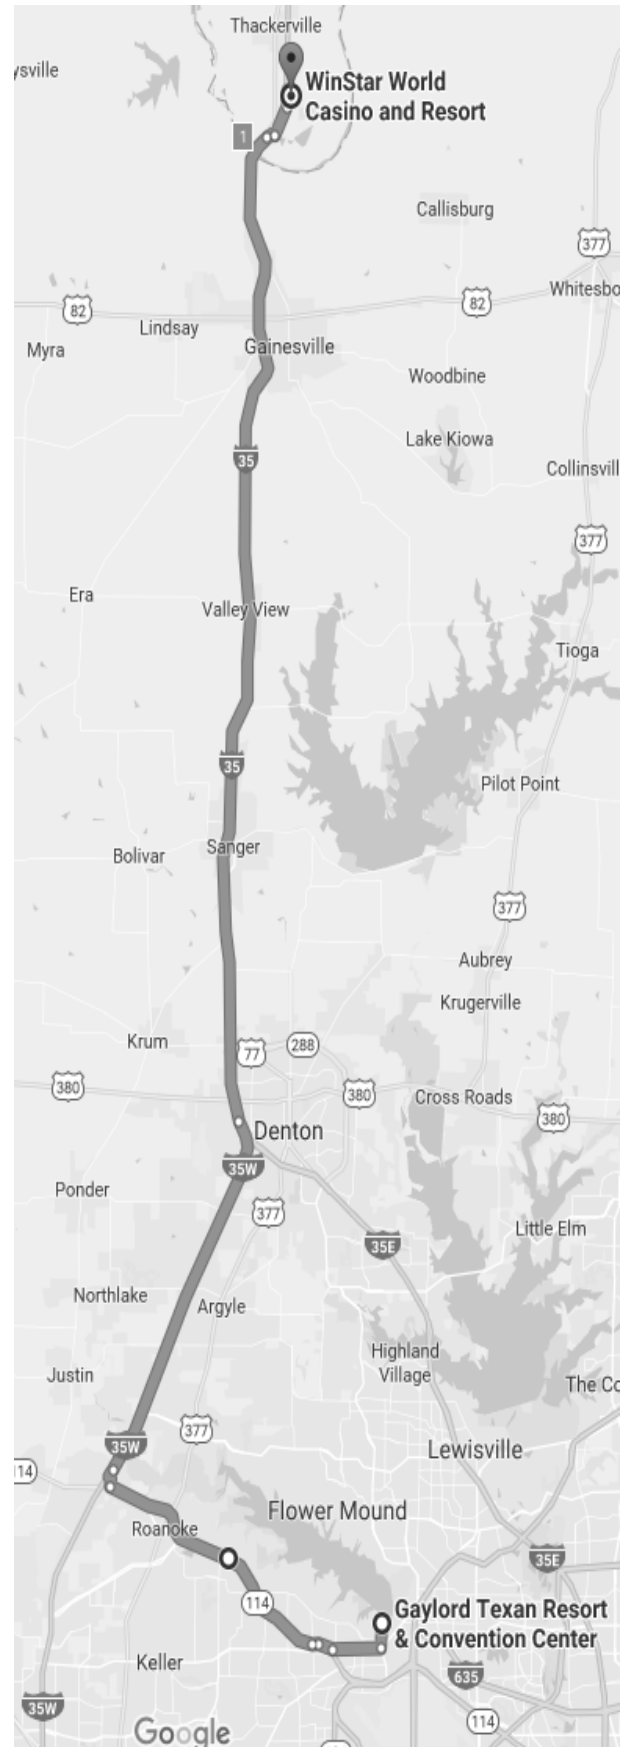 Thackerville
ysville
WinStar World
Casino and Resort
1
Callisburg
377
82
82
Whitesbo
Lindsay
Myra
Gainesville
Woodbine
Lake Kiowa
35
Collinsvill
377
Era
Valley View
Tioga
35
Pilot Point
Sanger
Bolivar
377
Aubrey
Krugerville
Krum
77
288
380
380
Cross Roads
380
Denton
35W
Ponder
377
Little Elm
35E
Northlake
Argyle
Highland
Village
Justin
The Co
377
35W
Lewisville
114
Flower Mound
Roanoke
35E
114
Gaylord Texan Resort
& Convention Center
Keller
635
35W
114
Google